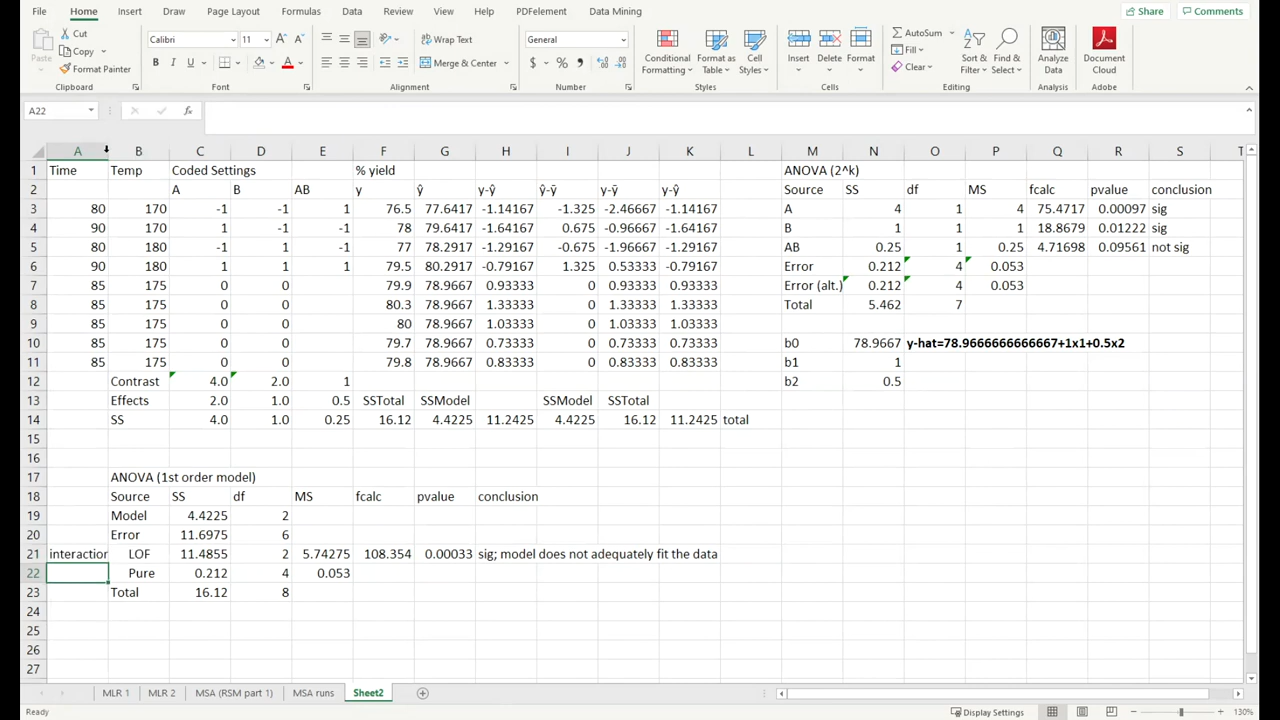 File Home Insert Draw Page Layout Formulas Data Review View Help PDFelement Data Mining Share Comments
Paste Cut Copy Format Painter Clipboard
Calibri 11 B I U Font
Wrap Text Merge & Center Alignment
General $ % Number
Conditional Formatting Format as Table Cell Styles Styles
Insert Delete Format Cells
AutoSum Fill Clear Sort & Filter Find & Select Editing
Analyze Data Analysis
Document Cloud Adobe
A22 fx
A B C D E F G H I J K L M N O P Q R S T
1 Time Temp Coded Settings % yield ANOVA (2^k)
2 A B AB y ŷ y-ŷ ŷ-ȳ y-ȳ y-ŷ Source SS df MS fcalc pvalue conclusion
3 80 170 -1 -1 1 76.5 77.6417 -1.14167 -1.325 -2.46667 -1.14167 A 4 1 4 75.4717 0.00097 sig
4 90 170 1 -1 -1 78 79.6417 -1.64167 0.675 -0.96667 -1.64167 B 1 1 1 18.8679 0.01222 sig
5 80 180 -1 1 -1 77 78.2917 -1.29167 -0.675 -1.96667 -1.29167 AB 0.25 1 0.25 4.71698 0.09561 not sig
6 90 180 1 1 1 79.5 80.2917 -0.79167 1.325 0.53333 -0.79167 Error 0.212 4 0.053
7 85 175 0 0 79.9 78.9667 0.93333 0 0.93333 0.93333 Error (alt.) 0.212 4 0.053
8 85 175 0 0 80.3 78.9667 1.33333 0 1.33333 1.33333 Total 5.462 7
9 85 175 0 0 80 78.9667 1.03333 0 1.03333 1.03333
10 85 175 0 0 79.7 78.9667 0.73333 0 0.73333 0.73333 b0 78.9667 y-hat=78.9666666666667+1x1+0.5x2
11 85 175 0 0 79.8 78.9667 0.83333 0 0.83333 0.83333 b1 1
12 Contrast 4.0 2.0 1 b2 0.5
13 Effects 2.0 1.0 0.5 SSTotal SSModel SSModel SSTotal
14 SS 4.0 1.0 0.25 16.12 4.4225 11.2425 4.4225 16.12 11.2425 total
15
16
17 ANOVA (1st order model)
18 Source SS df MS fcalc pvalue conclusion
19 Model 4.4225 2
20 Error 11.6975 6
21 interaction LOF 11.4855 2 5.74275 108.354 0.00033 sig; model does not adequately fit the data
22 Pure 0.212 4 0.053
23 Total 16.12 8
24
25
26
27
MLR 1 MLR 2 MSA (RSM part 1) MSA runs Sheet2
Ready Display Settings 130%